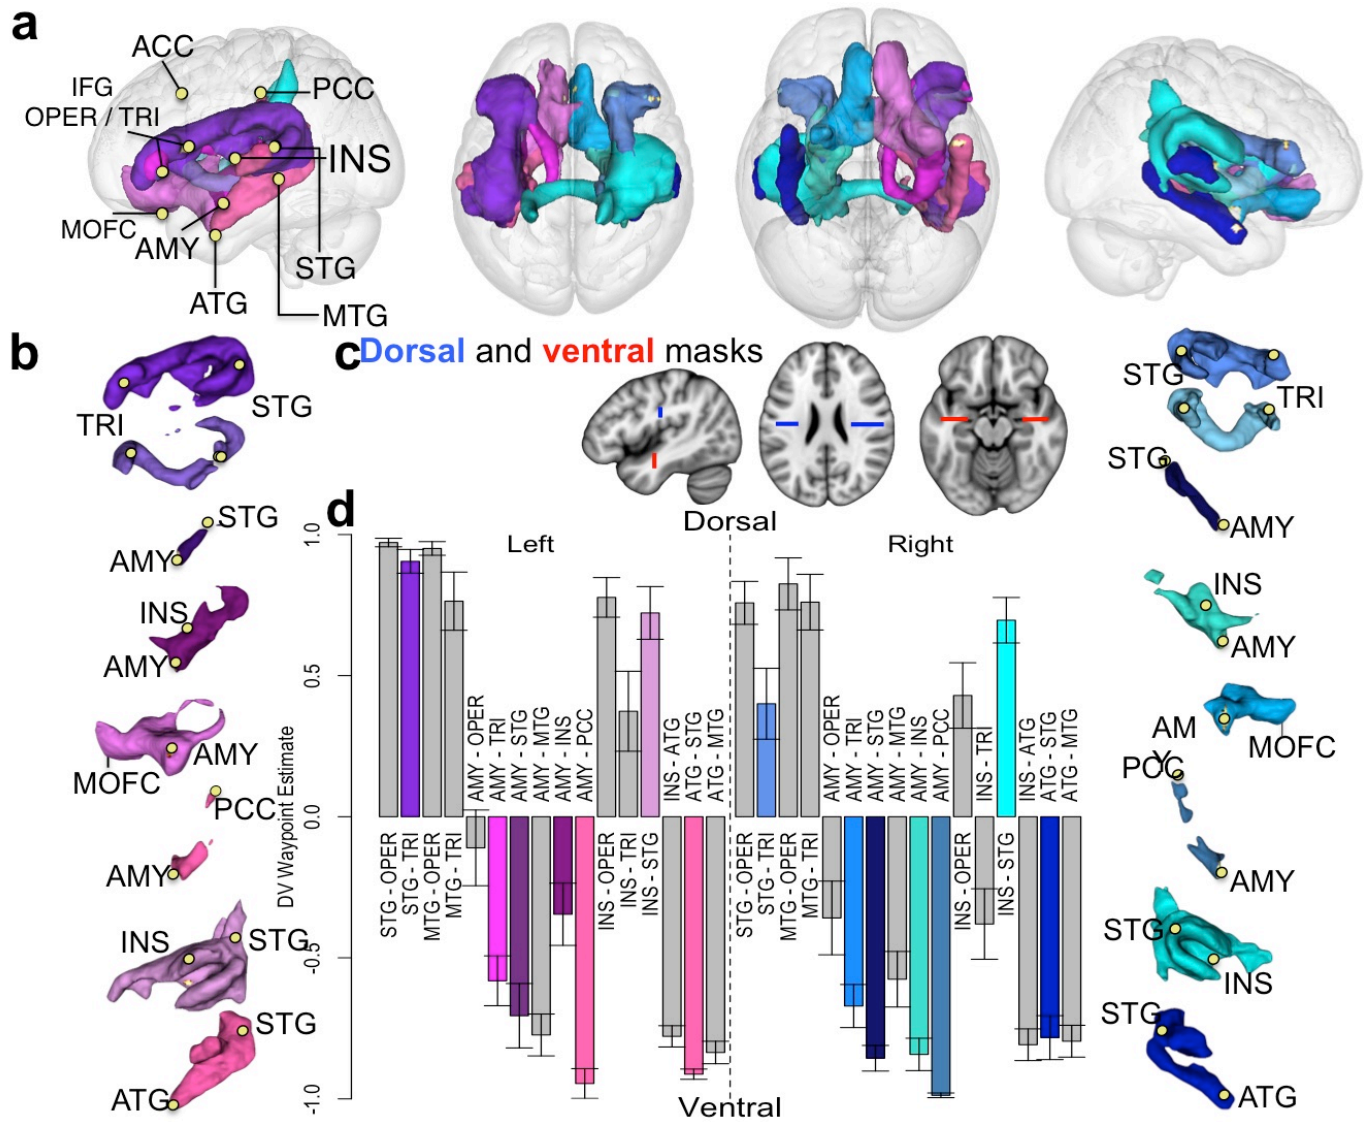 a
ACC
IFG
OPER / TRI
PCC
INS
MOFC
AMY
STG
ATG
MTG
b
TRI
STG
STG
AMY
INS
AMY
MOFC
AMY
PCC
AMY
INS
STG
STG
ATG
c
Dorsal and ventral masks
STG
TRI
STG
AMY
INS
AMY
AMY
MOFC
PCC
AMY
STG
INS
STG
ATG
d
Dorsal
Left
Right
1.0
0.5
0.0
-0.5
-1.0
DV Waypoint Estimate
STG - OPER
STG - TRI
MTG - OPER
MTG - TRI
AMY - OPER
AMY - TRI
AMY - STG
AMY - MTG
AMY - INS
AMY - PCC
INS - OPER
INS - TRI
INS - STG
INS - ATG
ATG - STG
ATG - MTG
STG - OPER
STG - TRI
MTG - OPER
MTG - TRI
AMY - OPER
AMY - TRI
AMY - STG
AMY - MTG
AMY - INS
AMY - PCC
INS - OPER
INS - TRI
INS - STG
INS - ATG
ATG - STG
ATG - MTG
Ventral